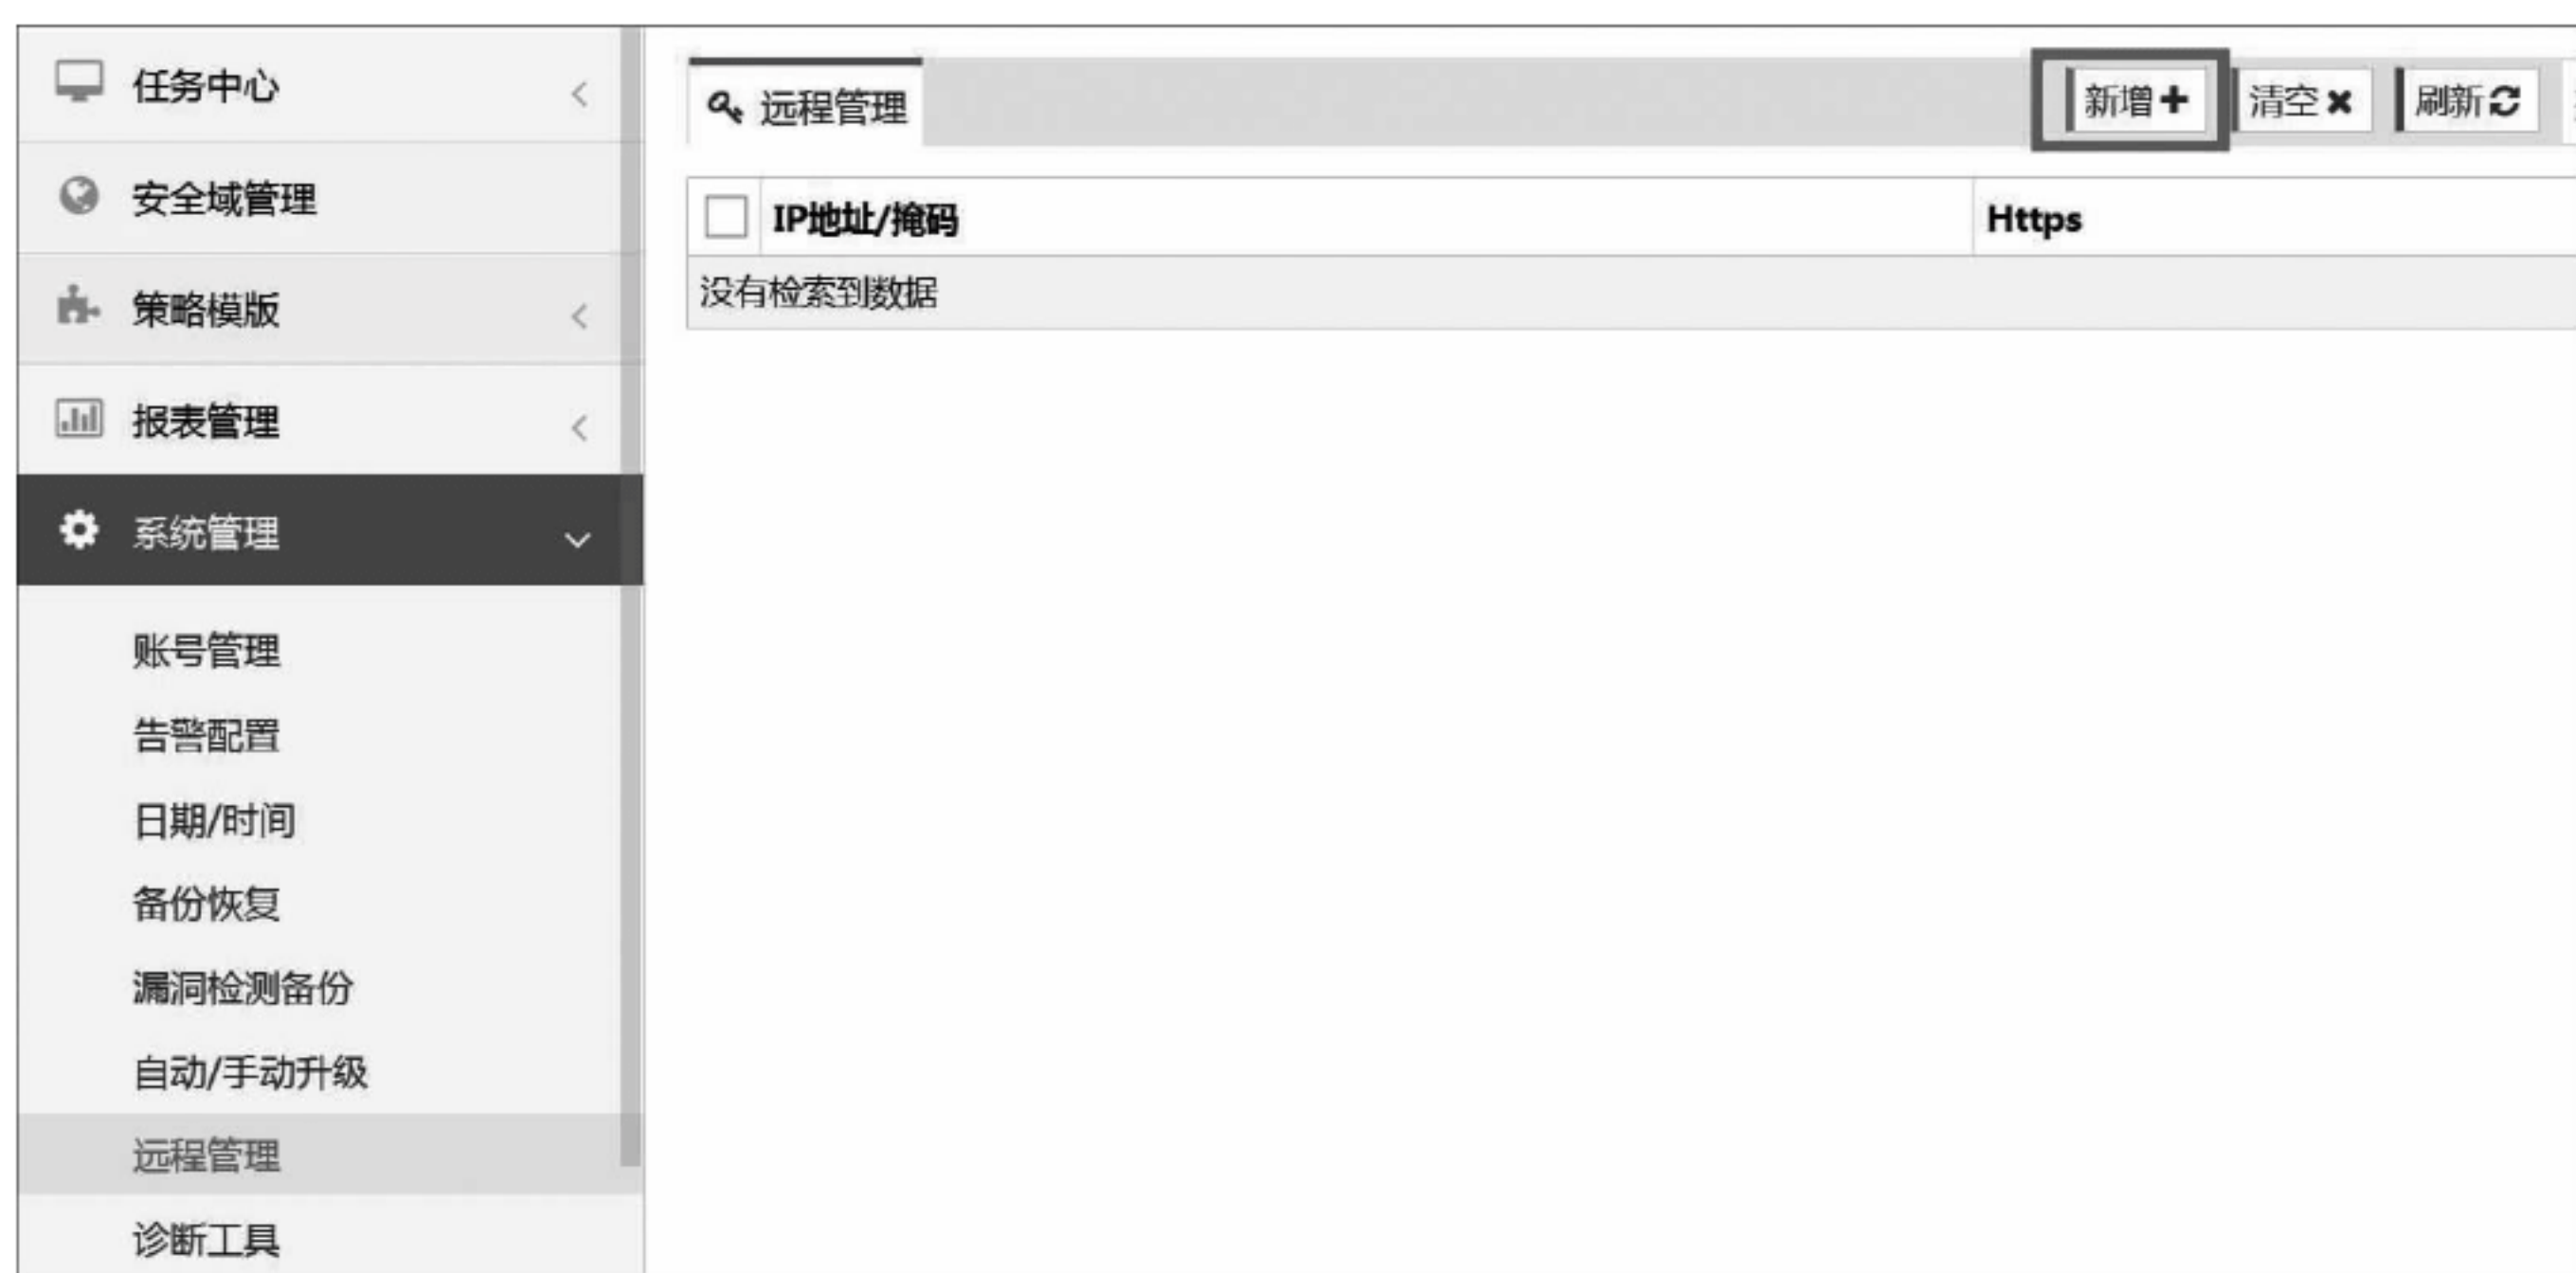 任务中心
安全域管理
策略模版
报表管理
系统管理
账号管理
告警配置
日期/时间
备份恢复
漏洞检测备份
自动/手动升级
远程管理
诊断工具
远程管理
新增 清空 刷新
IP地址/掩码 Https
没有检索到数据